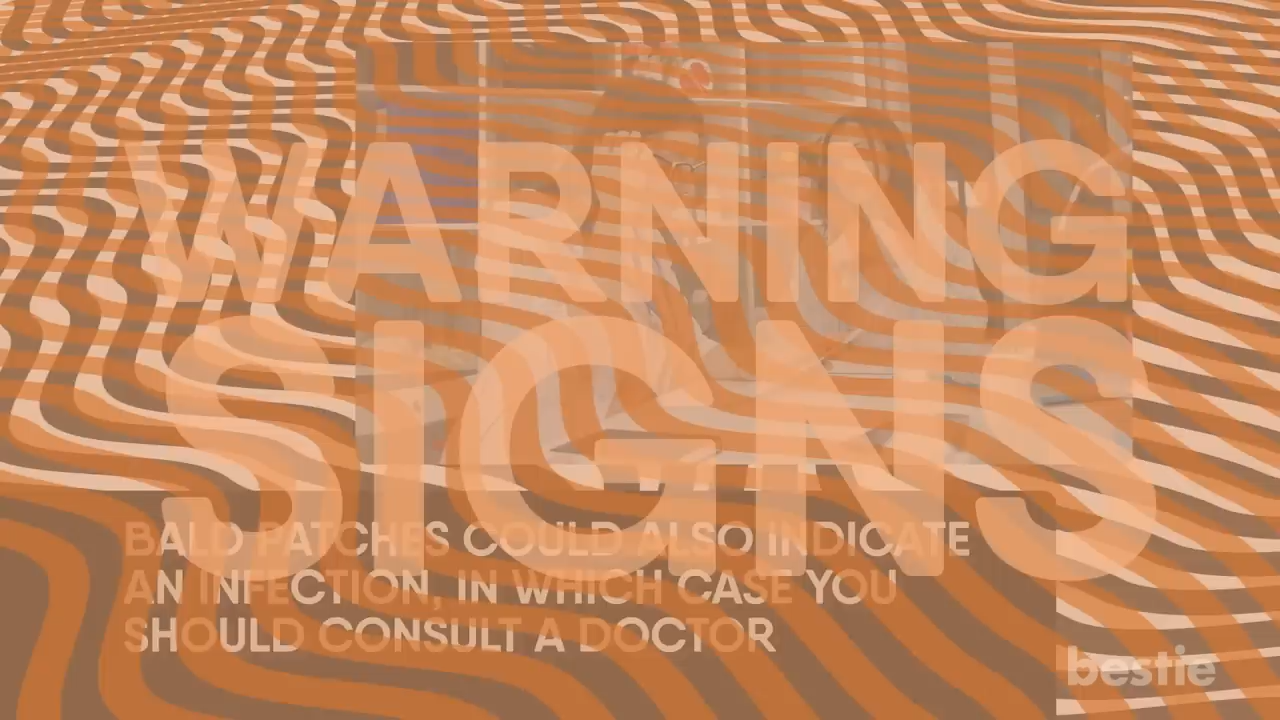 WARNING
SIGNS
BALD PATCHES COULD ALSO INDICATE
AN INFECTION, IN WHICH CASE YOU
SHOULD CONSULT A DOCTOR
bestie